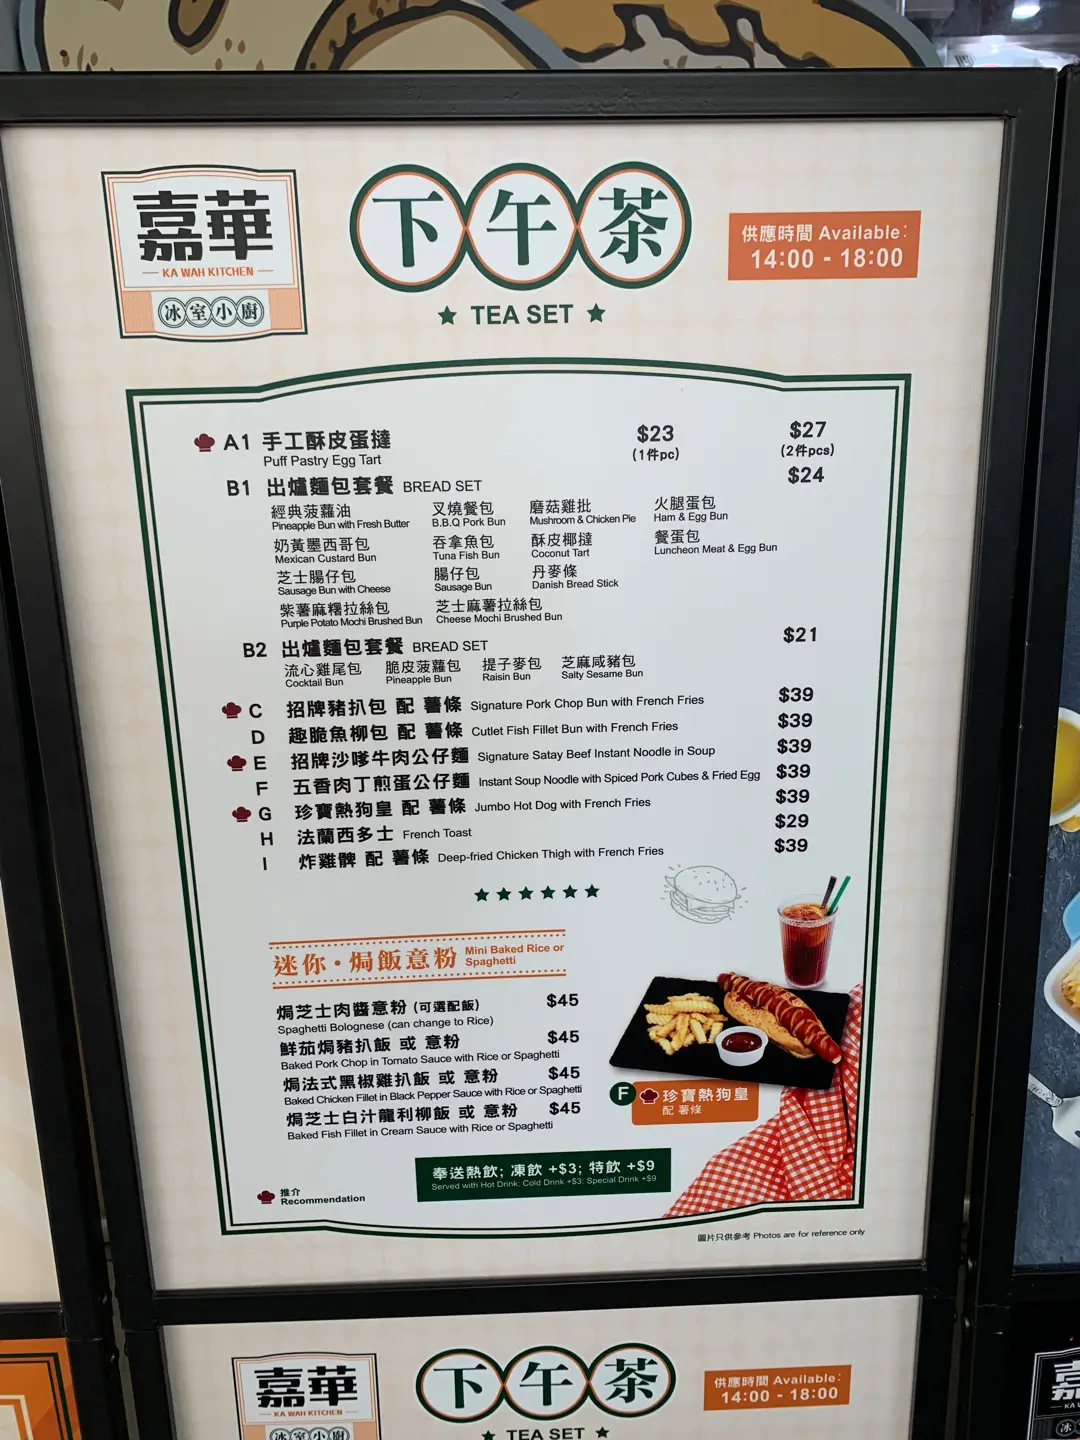 嘉華
KA WAH KITCHEN
冰室小廚
下午茶
★ TEA SET ★
供應時間 Available:
14:00 - 18:00
A1 手工酥皮蛋撻 $23 $27
Puff Pastry Egg Tart (1件pc) (2件pcs)
B1 出爐麵包套餐 BREAD SET $24
經典菠蘿油 叉燒餐包 磨菇雞批 火腿蛋包
Pineapple Bun with Fresh Butter B.B.Q Pork Bun Mushroom & Chicken Pie Ham & Egg Bun
奶黃墨西哥包 吞拿魚包 酥皮椰撻 餐蛋包
Mexican Custard Bun Tuna Fish Bun Coconut Tart Luncheon Meat & Egg Bun
芝士腸仔包 腸仔包 丹麥條
Sausage Bun with Cheese Sausage Bun Danish Bread Stick
紫薯麻糬拉絲包 芝士麻薯拉絲包
Purple Potato Mochi Brushed Bun Cheese Mochi Brushed Bun
B2 出爐麵包套餐 BREAD SET $21
流心雞尾包 脆皮菠蘿包 提子麥包 芝麻咸豬包
Cocktail Bun Pineapple Bun Raisin Bun Salty Sesame Bun
C 招牌豬扒包 配 薯條 Signature Pork Chop Bun with French Fries $39
D 趣脆魚柳包 配 薯條 Cutlet Fish Fillet Bun with French Fries $39
E 招牌沙嗲牛肉公仔麵 Signature Satay Beef Instant Noodle in Soup $39
F 五香肉丁煎蛋公仔麵 Instant Soup Noodle with Spiced Pork Cubes & Fried Egg $39
G 珍寶熱狗皇 配 薯條 Jumbo Hot Dog with French Fries $39
H 法蘭西多士 French Toast $29
I 炸雞髀 配 薯條 Deep-fried Chicken Thigh with French Fries $39
★★★★★★
迷你・焗飯意粉 Mini Baked Rice or
Spaghetti
焗芝士肉醬意粉 (可選配飯) $45
Spaghetti Bolognese (can change to Rice)
鮮茄焗豬扒飯 或 意粉 $45
Baked Pork Chop in Tomato Sauce with Rice or Spaghetti
焗法式黑椒雞扒飯 或 意粉 $45
Baked Chicken Fillet in Black Pepper Sauce with Rice or Spaghetti
焗芝士白汁龍利柳飯 或 意粉 $45
Baked Fish Fillet in Cream Sauce with Rice or Spaghetti
F 珍寶熱狗皇
配 薯條
奉送熱飲; 凍飲 +$3; 特飲 +$9
Served with Hot Drink; Cold Drink +$3; Special Drink +$9
推介
Recommendation
圖片只供參考 Photos are for reference only
嘉華
KA WAH KITCHEN
冰室小廚
下午茶
★ TEA SET ★
供應時間 Available:
14:00 - 18:00